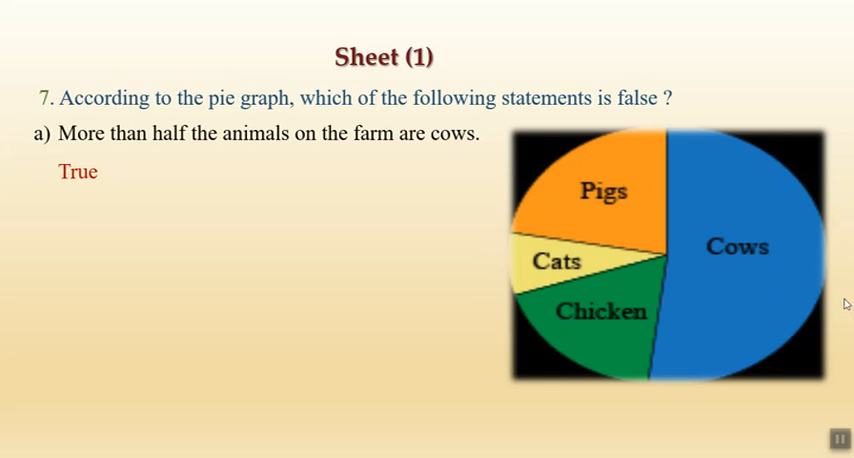 Sheet (1)
7. According to the pie graph, which of the following statements is false ?
a) More than half the animals on the farm are cows.
True
Pigs
Cows
Cats
Chicken